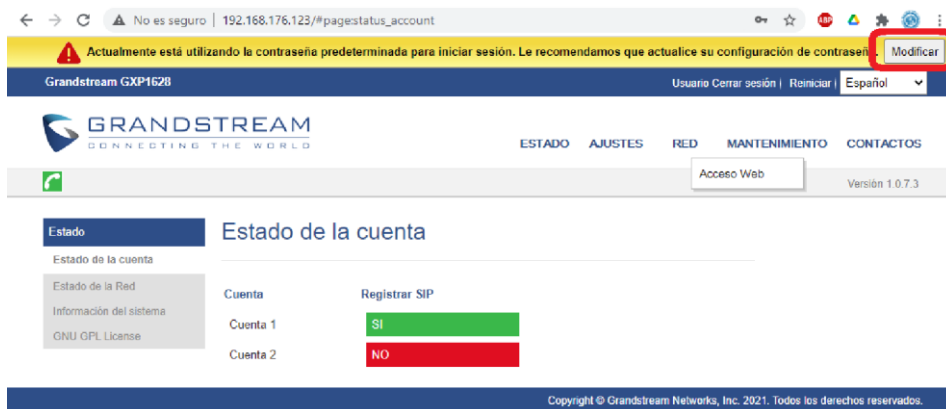 No es seguro | 192.168.176.123/#page:status_account
ABP
Actualmente está utilizando la contraseña predeterminada para iniciar sesión. Le recomendamos que actualice su configuración de contraseñ. Modificar
Grandstream GXP1628 Usuario Cerrar sesión | Reiniciar | Español
GRANDSTREAM
CONNECTING THE WORLD
ESTADO AJUSTES RED MANTENIMIENTO CONTACTOS
Acceso Web
Versión 1.0.7.3
Estado
Estado de la cuenta
Estado de la Red
Información del sistema
GNU GPL License
Estado de la cuenta
Cuenta Registrar SIP
Cuenta 1 SI
Cuenta 2 NO
Copyright © Grandstream Networks, Inc. 2021. Todos los derechos reservados.